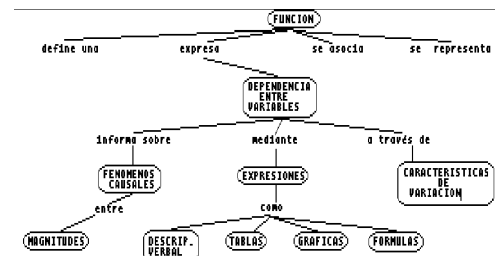 FUNCION
define una expresa se asocia se representa
DEPENDENCIA
ENTRE
VARIABLES
informa sobre mediante a través de
FENOMENOS
CAUSALES
EXPRESIONES
CARACTERISTICAS
DE
VARIACION
entre como
MAGNITUDES
DESCRIP.
VERBAL
TABLAS
GRAFICAS
FORMULAS